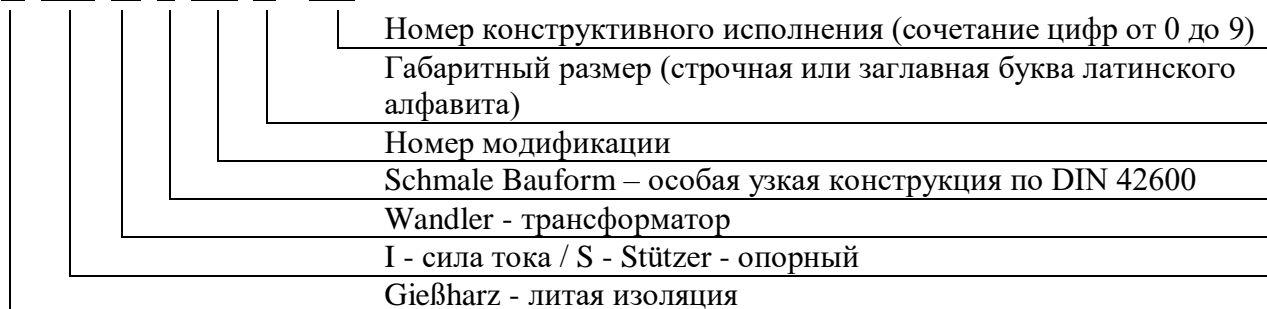 Номер конструктивного исполнения (сочетание цифр от 0 до 9)
Габаритный размер (строчная или заглавная буква латинского
алфавита)
Номер модификации
Schmale Bauform – особая узкая конструкция по DIN 42600
Wandler - трансформатор
I - сила тока / S - Stützer - опорный
Gießharz - литая изоляция